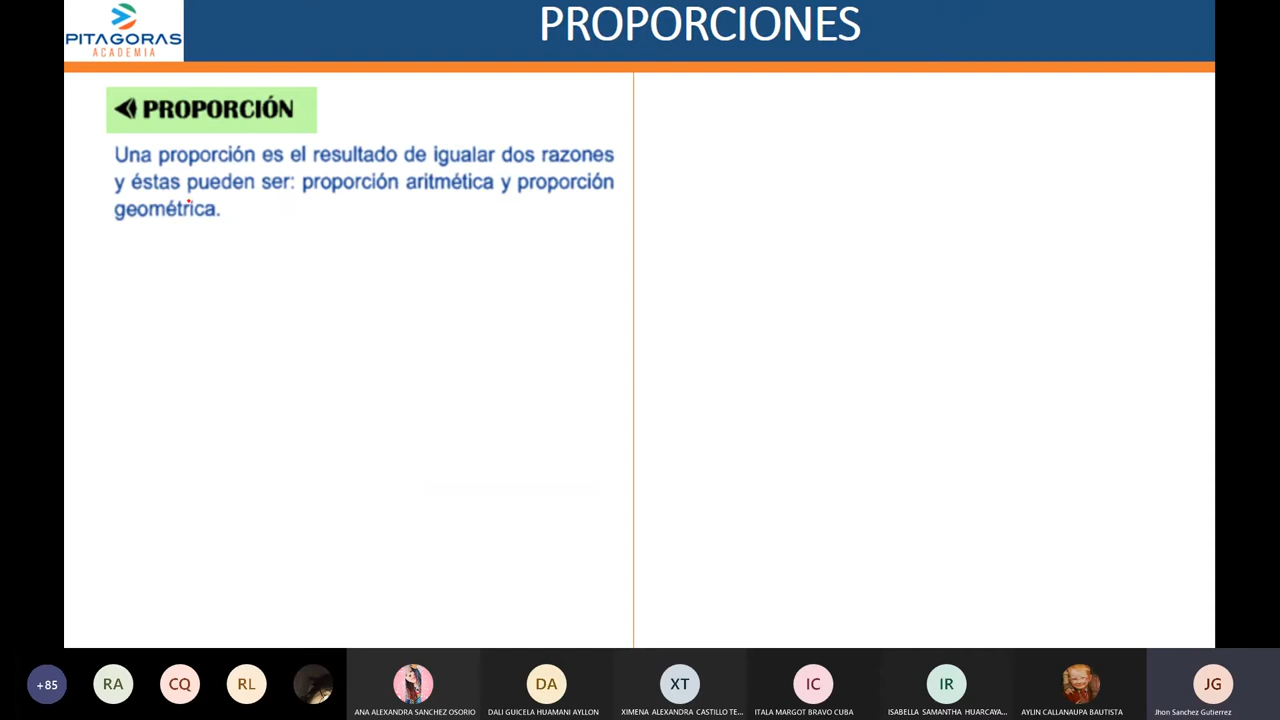 PITAGORAS
ACADEMIA
PROPORCIONES
PROPORCIÓN
Una proporción es el resultado de igualar dos razones
y éstas pueden ser: proporción aritmética y proporción
geométrica.
+85
RA
CQ
RL
DA
XT
IC
IR
JG
ANA ALEXANDRA SANCHEZ OSORIO
DALI GUICELA HUAMANI AYLLON
XIMENA ALEXANDRA CASTILLO TE...
ITALA MARGOT BRAVO CUBA
ISABELLA SAMANTHA HUARCAYA...
AYLIN CALLANAUPA BAUTISTA
Jhon Sanchez Gutierrez